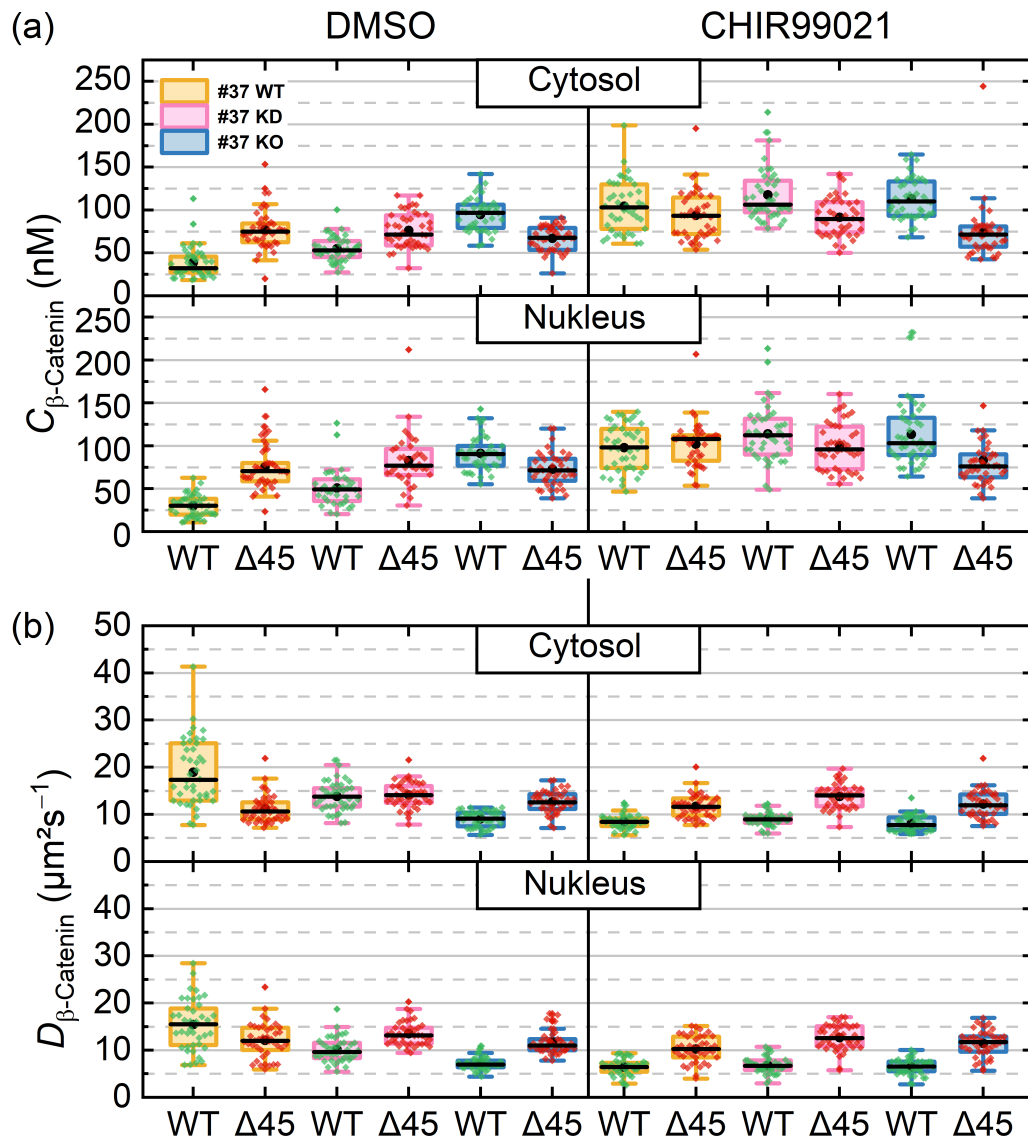 (a) DMSO CHIR99021
Cytosol
#37 WT
#37 KD
#37 KO
250
200
150
100
50
0
Nukleus
250
200
150
100
50
0
Cβ-Catenin (nM)
WT Δ45 WT Δ45 WT Δ45 WT Δ45 WT Δ45 WT Δ45
(b)
Cytosol
50
40
30
20
10
0
Nukleus
40
30
20
10
0
Dβ-Catenin (µm²s⁻¹)
WT Δ45 WT Δ45 WT Δ45 WT Δ45 WT Δ45 WT Δ45